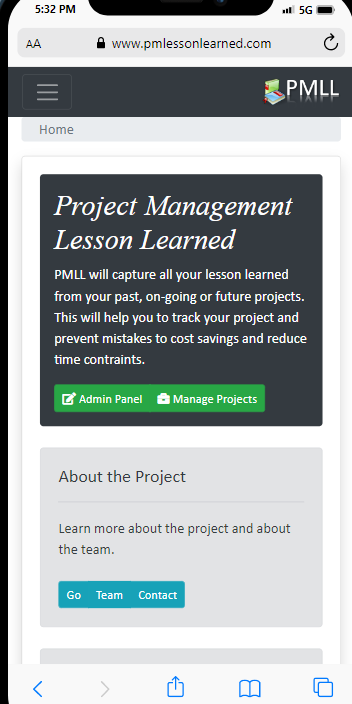 5:32 PM 5G
AA www.pmlessonlearned.com
PMLL
Home
Project Management
Lesson Learned
PMLL will capture all your lesson learned
from your past, on-going or future projects.
This will help you to track your project and
prevent mistakes to cost savings and reduce
time contraints.
Admin Panel Manage Projects
About the Project
Learn more about the project and about
the team.
Go Team Contact